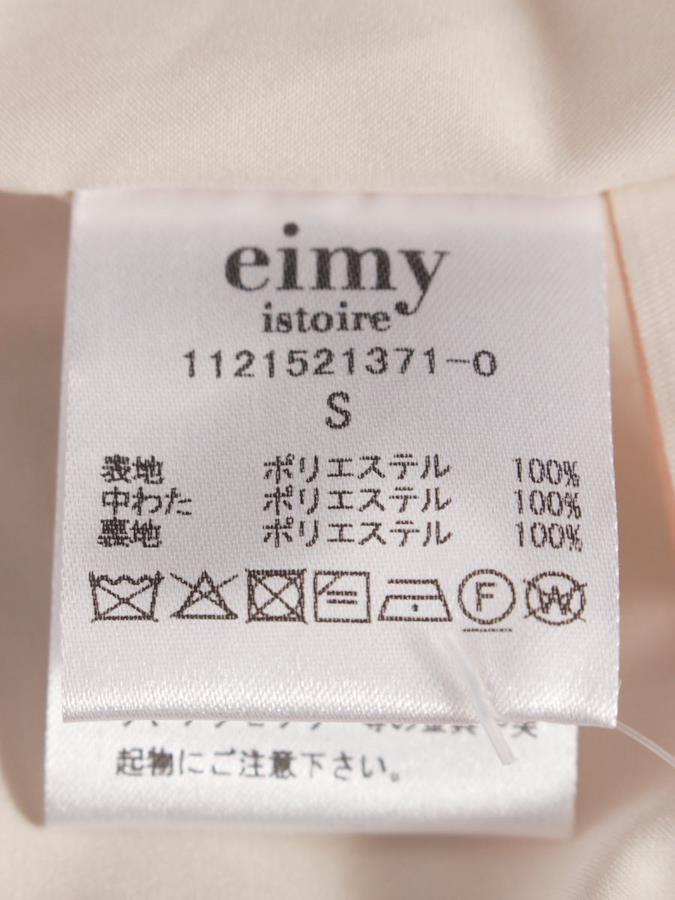 eimy
istoire
1121521371-0
S
表地 ポリエステル 100%
中わた ポリエステル 100%
裏地 ポリエステル 100%
F W
起物にご注意下さい。